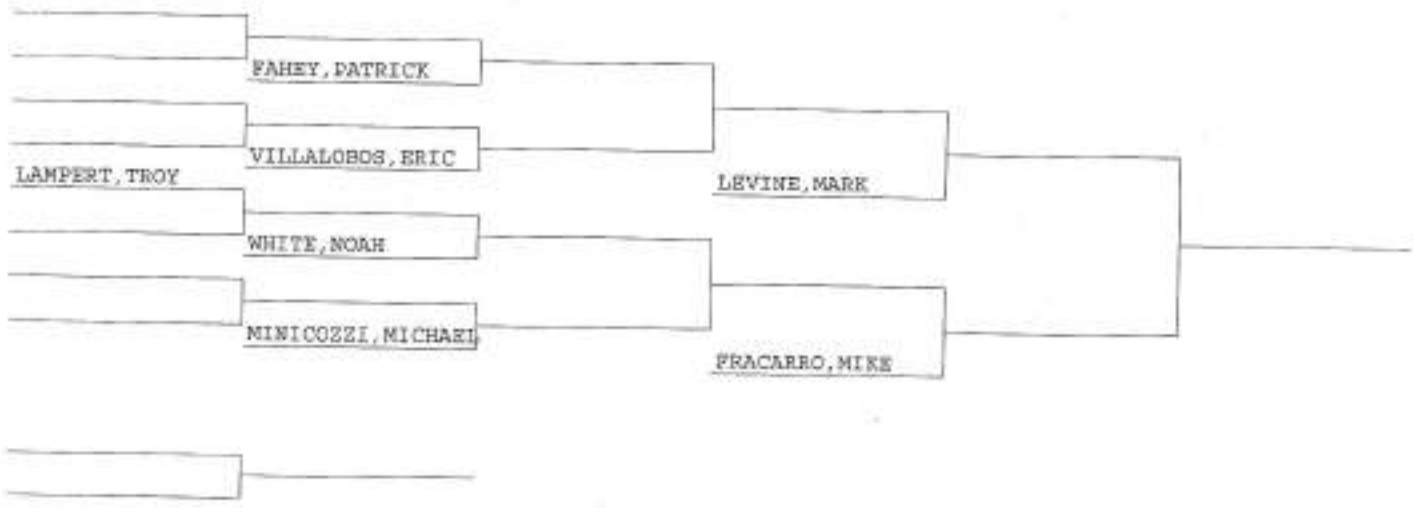 FAHEY,PATRICK
VILLALOBOS,ERIC
LAMPERT,TROY
LEVINE,MARK
WHITE,NOAH
MINICOZZI,MICHAEL
FRACARRO,MIKE